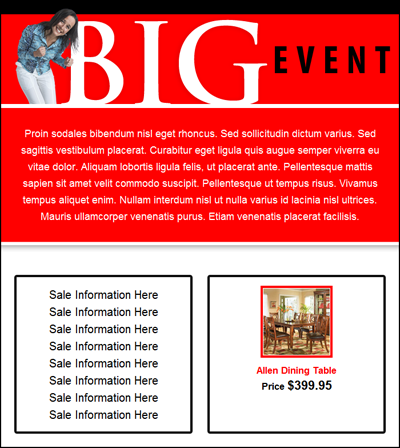 BIG EVENT
Proin sodales bibendum nisl eget rhoncus. Sed sollicitudin dictum varius. Sed
sagittis vestibulum placerat. Curabitur eget ligula quis augue semper viverra eu
vitae dolor. Aliquam lobortis ligula felis, ut placerat ante. Pellentesque mattis
sapien sit amet velit commodo suscipit. Pellentesque ut tempus risus. Vivamus
tempus aliquet enim. Nullam interdum nisl ut nulla varius id lacinia nisl ultrices.
Mauris ullamcorper venenatis purus. Etiam venenatis placerat facilisis.
Sale Information Here
Sale Information Here
Sale Information Here
Sale Information Here
Sale Information Here
Sale Information Here
Sale Information Here
Sale Information Here
Allen Dining Table
Price $399.95